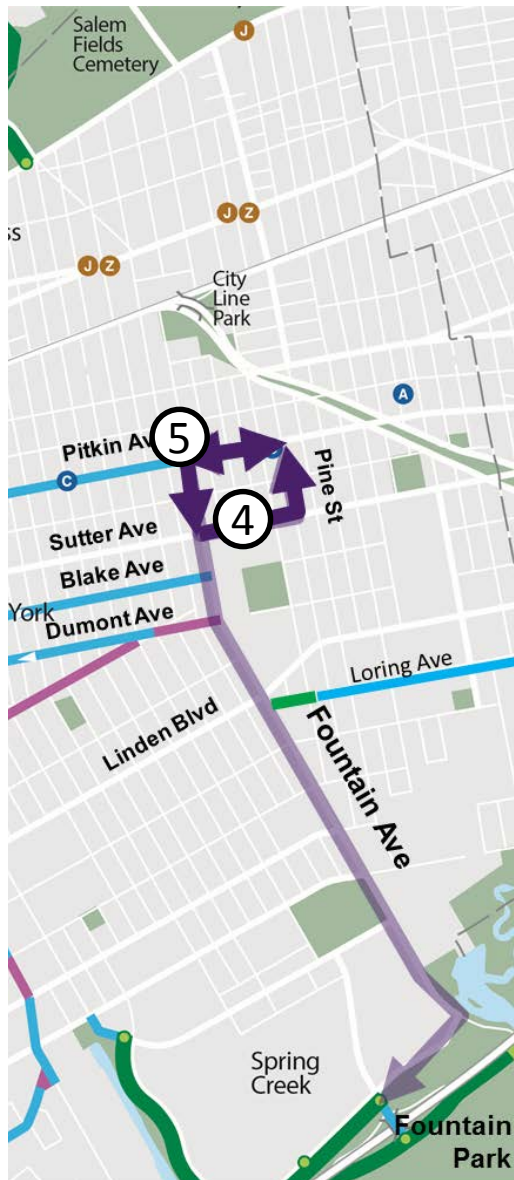 Salem
Fields
Cemetery
J
J Z
ss
J Z
City
Line
Park
A
Pitkin Av
5
C
Pine St
4
Sutter Ave
Blake Ave
York
Dumont Ave
Loring Ave
Linden Blvd
Fountain Ave
Spring
Creek
Fountain
Park